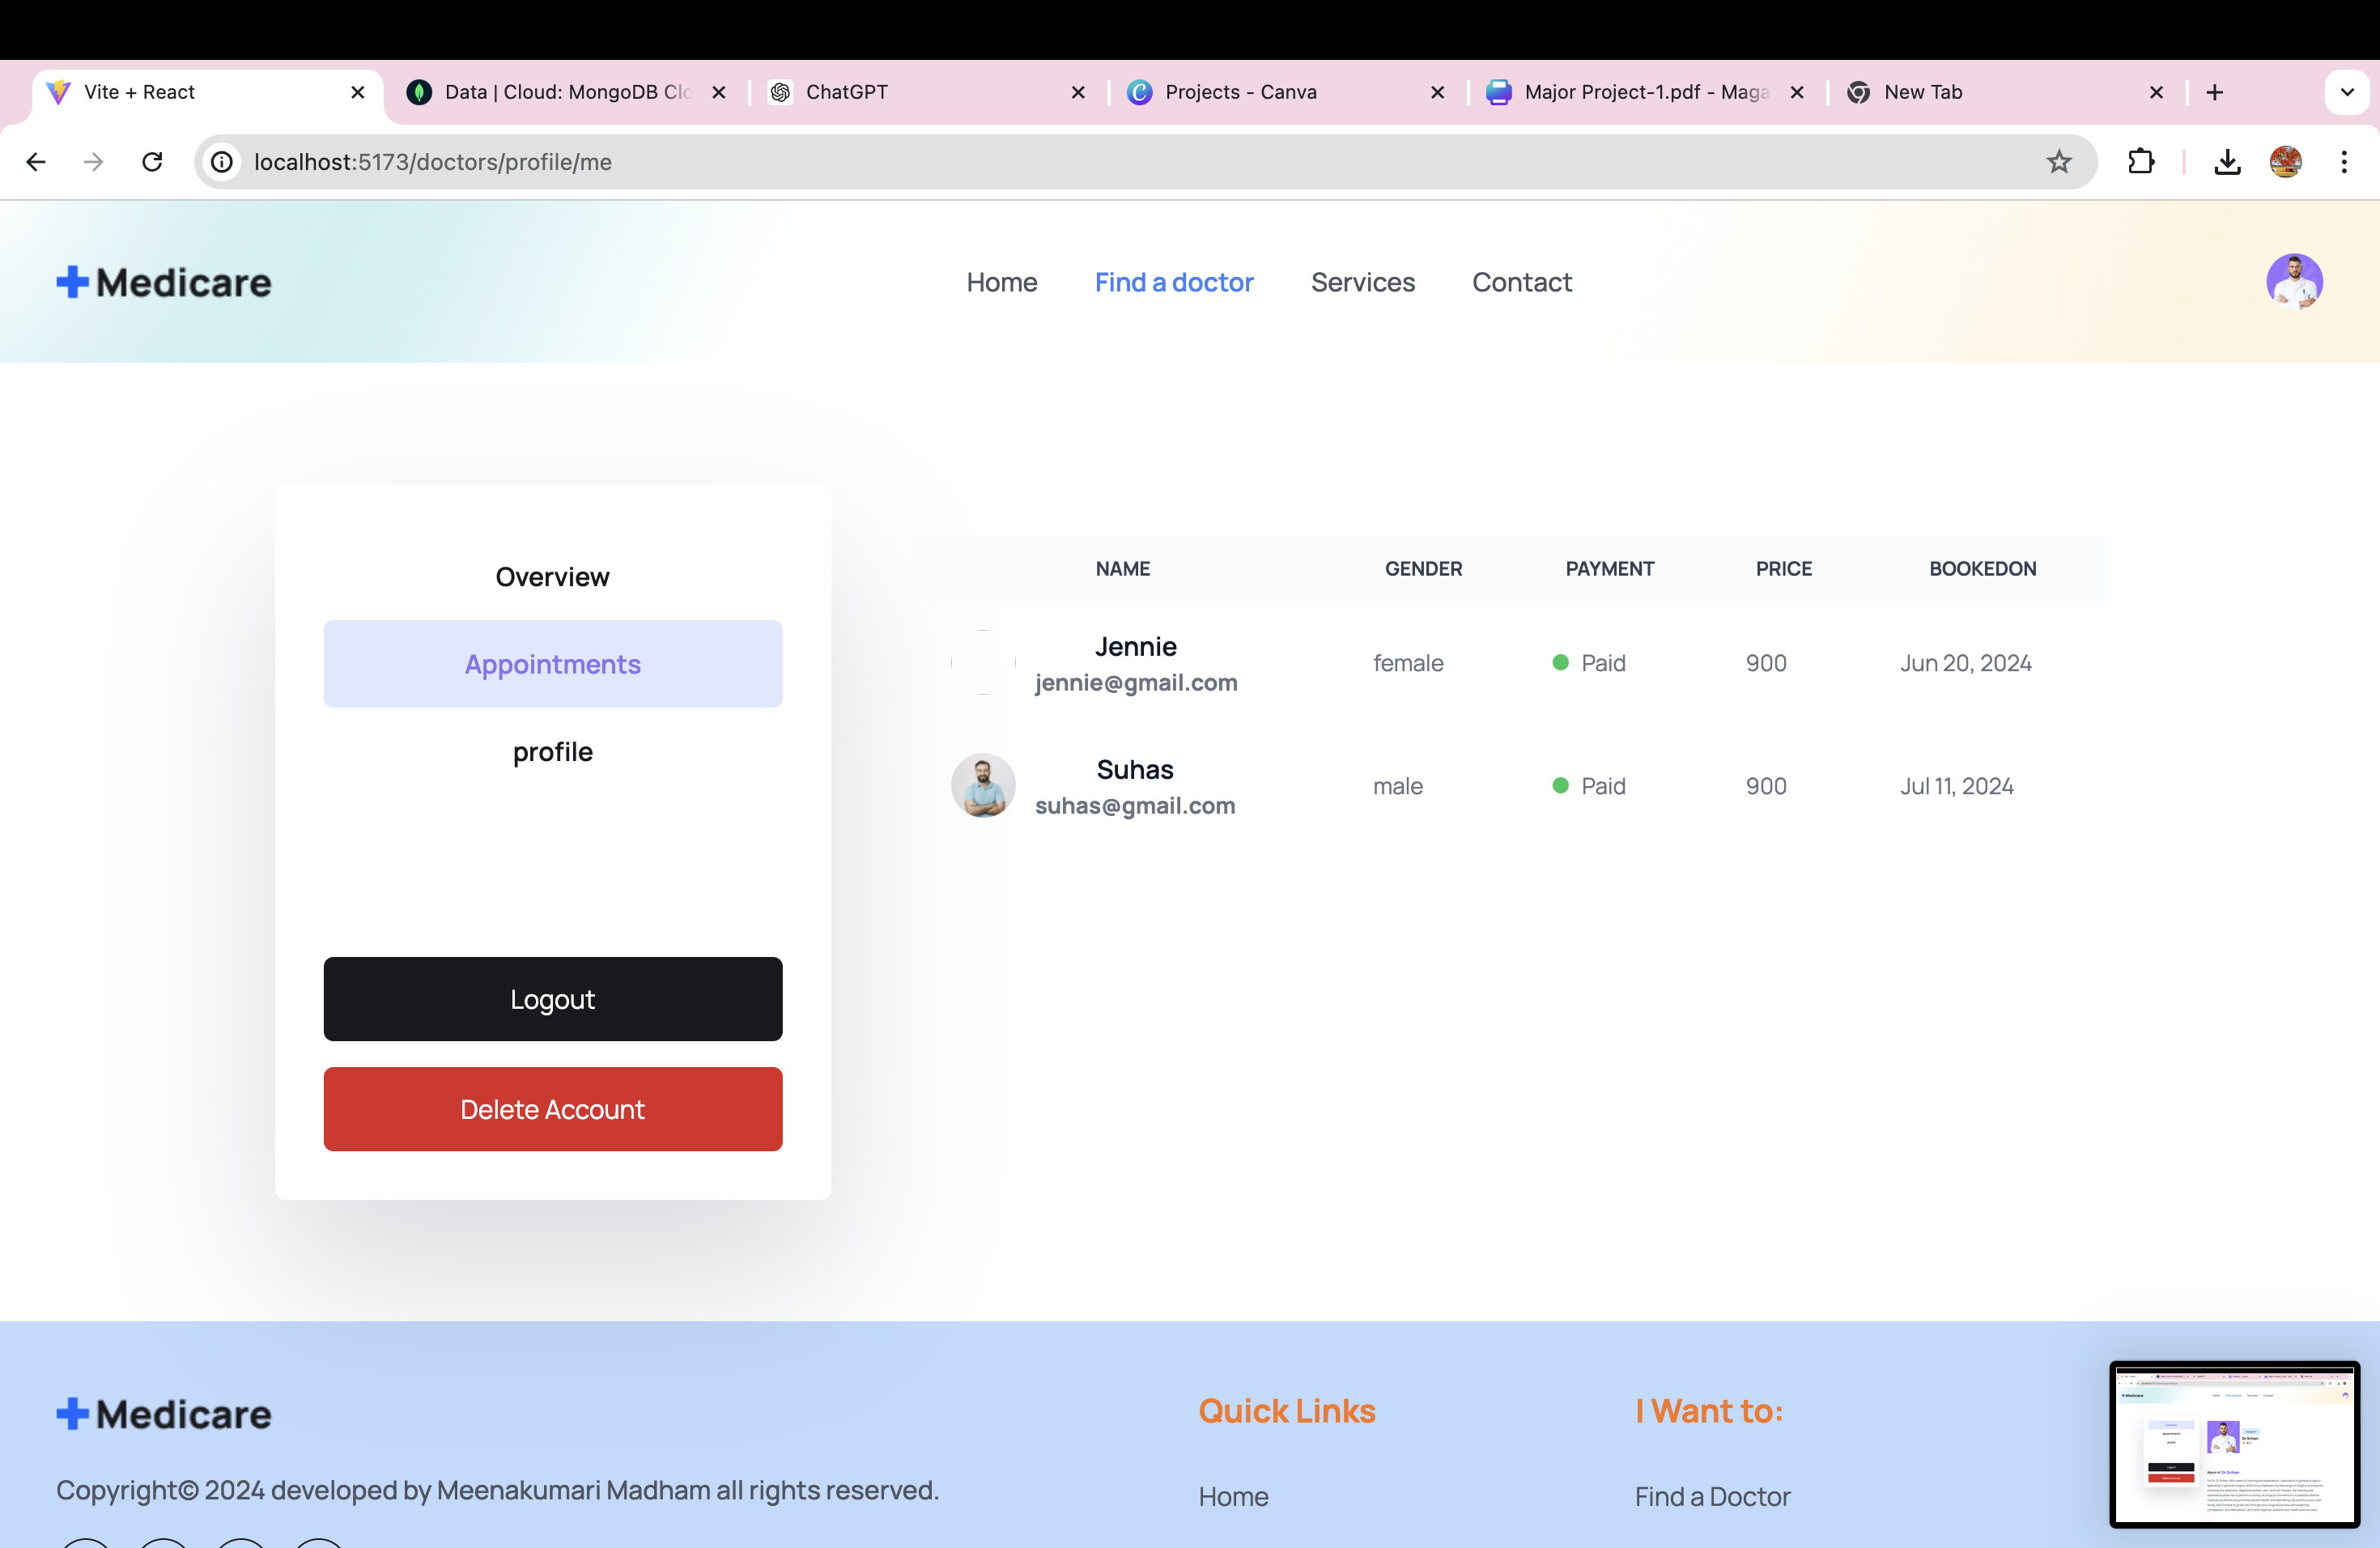 Vite + React
Data | Cloud: MongoDB Clo
ChatGPT
Projects - Canva
Major Project-1.pdf - Maga
New Tab
localhost:5173/doctors/profile/me
Medicare
Home
Find a doctor
Services
Contact
Overview
Appointments
profile
Logout
Delete Account
NAME GENDER PAYMENT PRICE BOOKEDON
Jennie
jennie@gmail.com
female Paid 900 Jun 20, 2024
Suhas
suhas@gmail.com
male Paid 900 Jul 11, 2024
Medicare
Copyright© 2024 developed by Meenakumari Madham all rights reserved.
Quick Links
Home
I Want to:
Find a Doctor